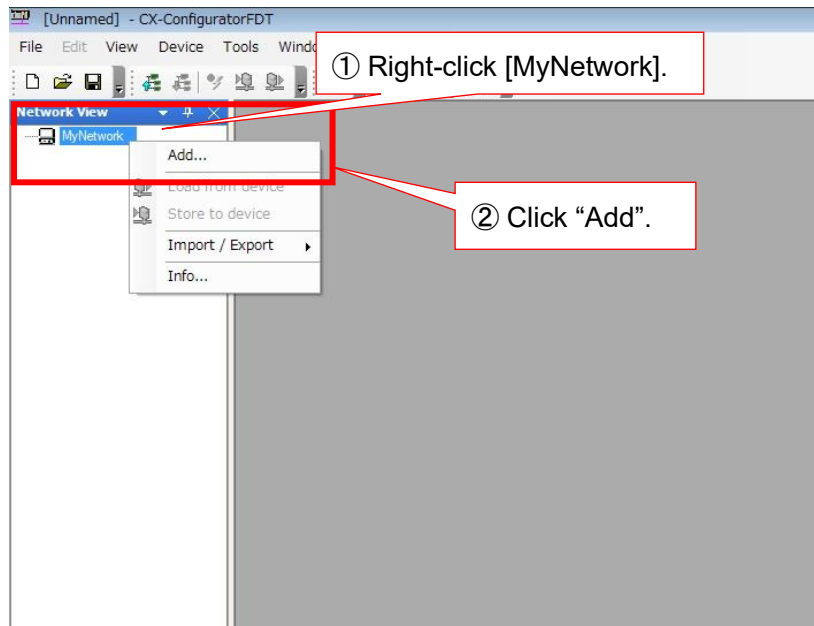 [Unnamed] - CX-ConfiguratorFDT
File Edit View Device Tools
① Right-click [MyNetwork].
Network View
MyNetwork
Add...
Load from device
② Click “Add”.
Store to device
Import / Export
Info...